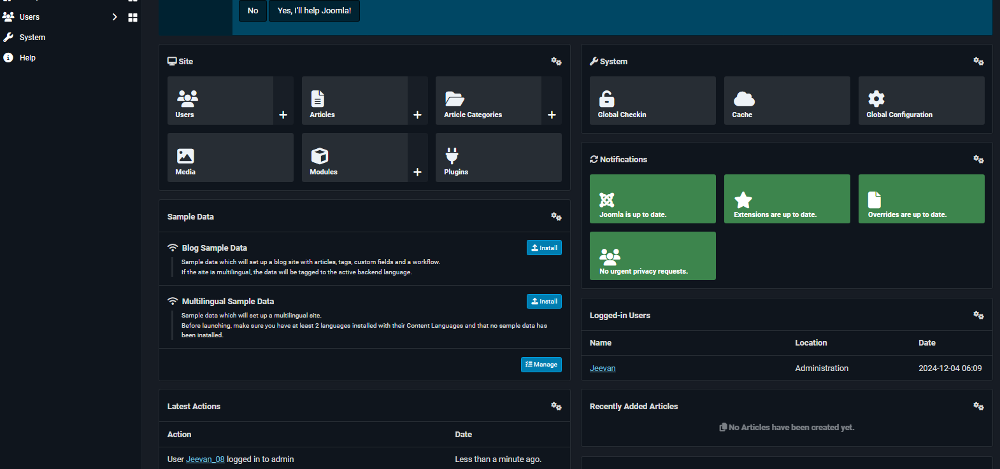 Users
System
Help
No
Yes, I'll help Joomla!
Site
Users
Articles
Article Categories
Media
Modules
Plugins
Sample Data
Blog Sample Data
Install
Sample data which will set up a blog site with articles, tags, custom fields and a workflow.
If the site is multilingual, the data will be tagged to the active backend language.
Multilingual Sample Data
Install
Sample data which will set up a multilingual site.
Before launching, make sure you have at least 2 languages installed with their Content Languages and that no sample data has
been installed.
Manage
Latest Actions
Action Date
User Jeevan_08 logged in to admin Less than a minute ago.
System
Global Checkin
Cache
Global Configuration
Notifications
Joomla is up to date.
Extensions are up to date.
Overrides are up to date.
No urgent privacy requests.
Logged-in Users
Name Location Date
Jeevan Administration 2024-12-04 06:09
Recently Added Articles
No Articles have been created yet.